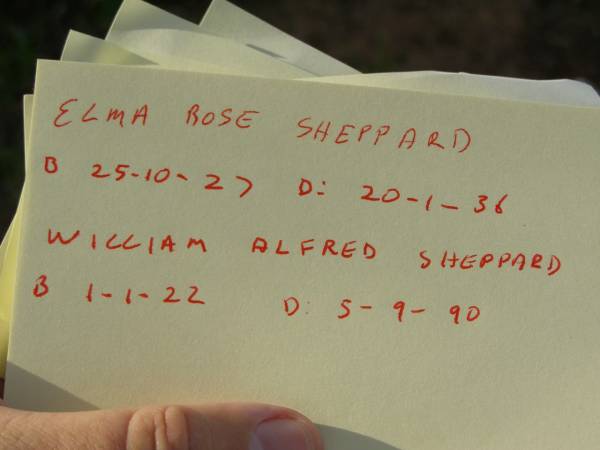 ELMA ROSE SHEPPARD
B 25-10-27 D: 20-1-36
WILLIAM ALFRED SHEPPARD
B 1-1-22 D: 5-9-90